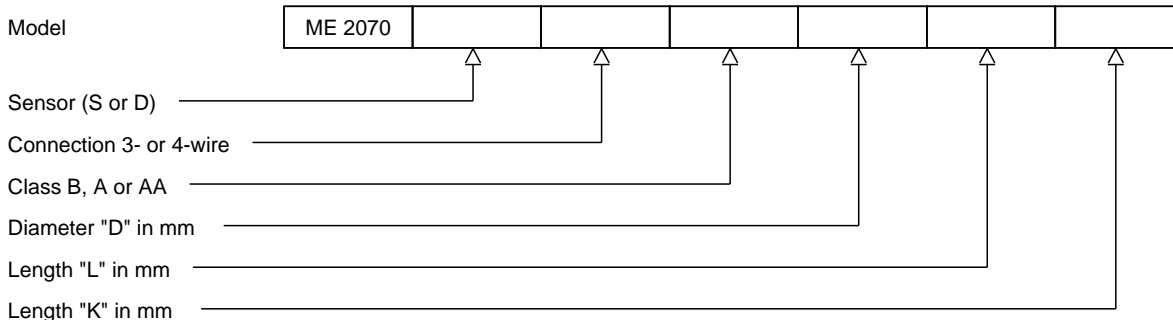 Model ME 2070
Sensor (S or D)
Connection 3- or 4-wire
Class B, A or AA
Diameter "D" in mm
Length "L" in mm
Length "K" in mm